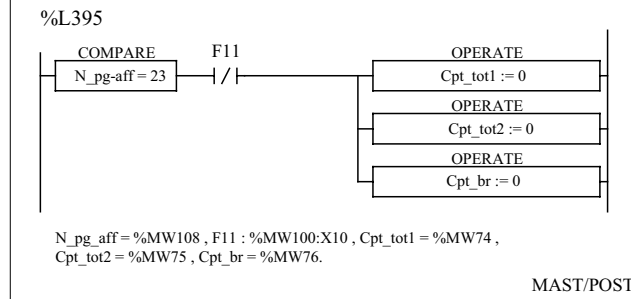 %L395
COMPARE F11 OPERATE
N_pg-aff = 23 Cpt_tot1 := 0
OPERATE
Cpt_tot2 := 0
OPERATE
Cpt_br := 0
N_pg_aff = %MW108 , F11 : %MW100:X10 , Cpt_tot1 = %MW74 ,
Cpt_tot2 = %MW75 , Cpt_br = %MW76.
MAST/POST